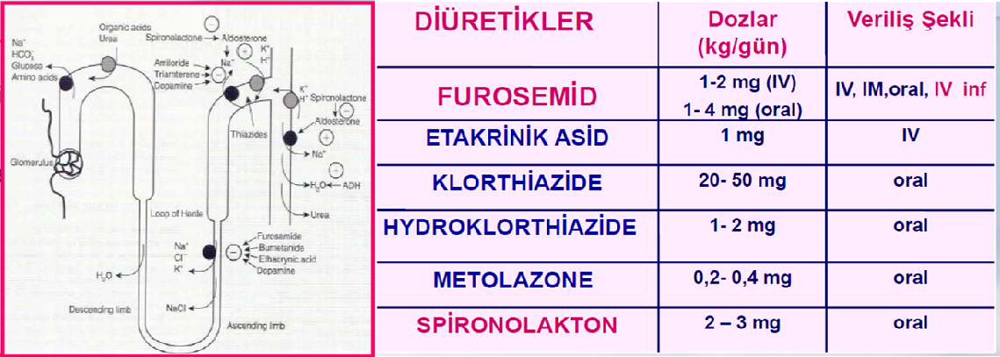 Na⁺
HCO₃⁻
Glucose
Amino acids
Organic acids
Urea
Spironolactone
Aldosterone
K⁺
H⁺
Na⁺
Amiloride
Triamterene
Dopamine
Thiazides
K⁺
H⁺
Spironolactone
Aldosterone
Na⁺
H₂O
ADH
Urea
Glomerulus
Loop of Henle
Na⁺
Cl⁻
K⁺
Furosemide
Bumetanide
Ethacrynic acid
Dopamine
H₂O
NaCl
Descending limb
Ascending limb
DİÜRETİKLER Dozlar (kg/gün) Veriliş Şekli
FUROSEMİD 1-2 mg (IV) 1- 4 mg (oral) IV, IM,oral, IV inf
ETAKRİNİK ASİD 1 mg IV
KLORTHİAZİDE 20- 50 mg oral
HYDROKLORTHİAZİDE 1- 2 mg oral
METOLAZONE 0,2- 0,4 mg oral
SPİRONOLAKTON 2 – 3 mg oral